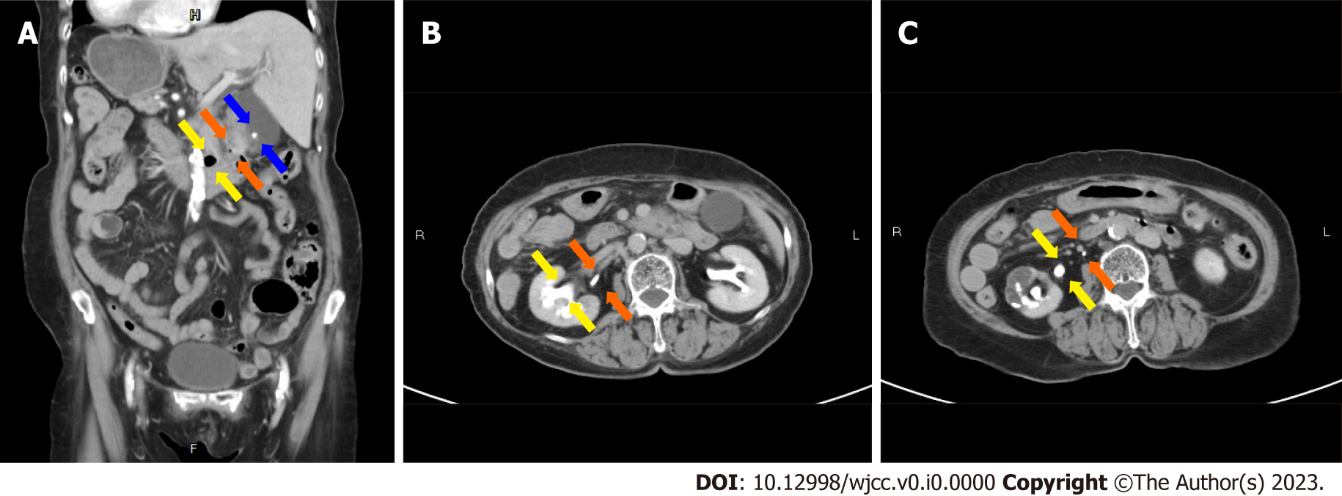 A
H
B
C
R
L
R
L
F
DOI: 10.12998/wjcc.v0.i0.0000 Copyright ©The Author(s) 2023.